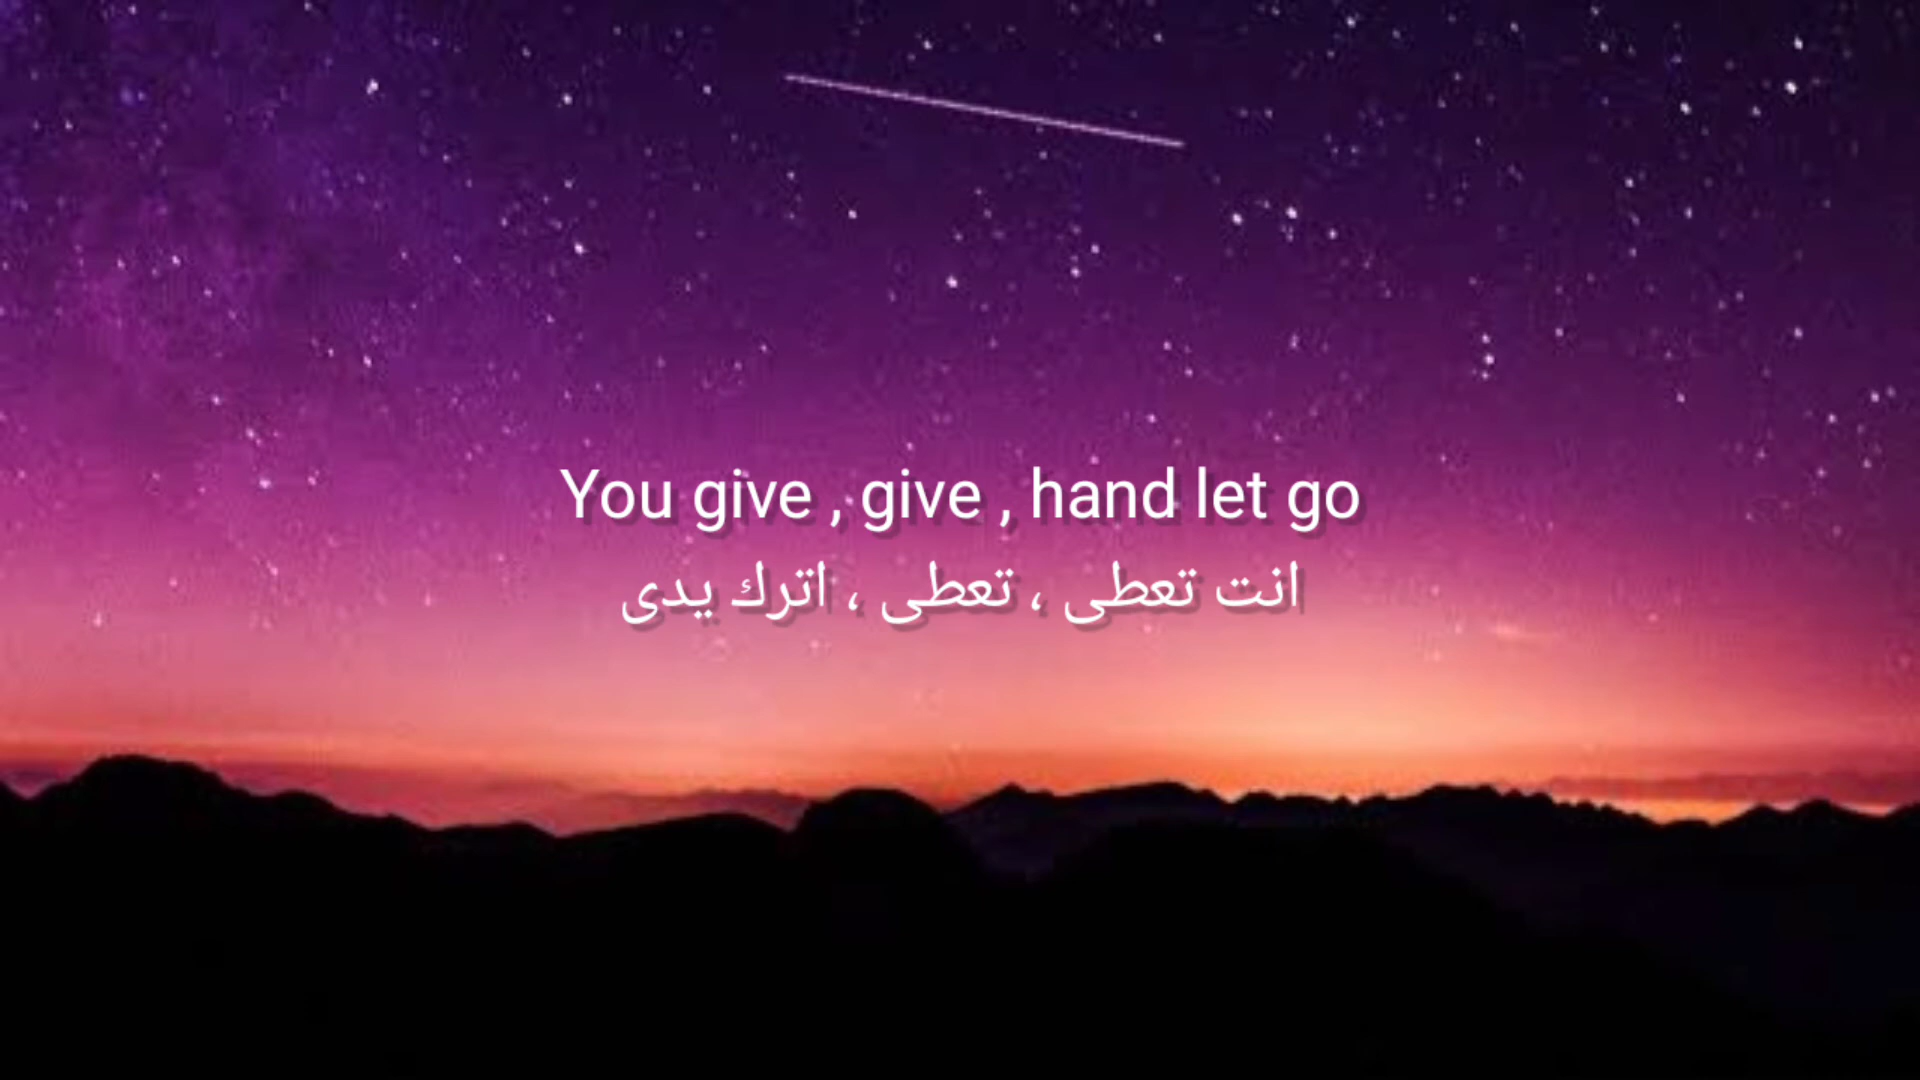 You give , give , hand let go
انت تعطى ، تعطى ، اترك يدى